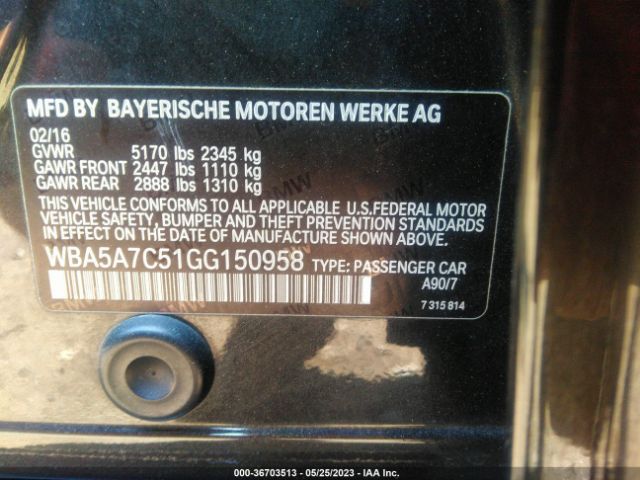 MFD BY BAYERISCHE MOTOREN WERKE AG
02/16
GVWR 5170 lbs 2345 kg
GAWR FRONT 2447 lbs 1110 kg
GAWR REAR 2888 lbs 1310 kg
THIS VEHICLE CONFORMS TO ALL APPLICABLE U.S.FEDERAL MOTOR
VEHICLE SAFETY, BUMPER AND THEFT PREVENTION STANDARDS
IN EFFECT ON THE DATE OF MANUFACTURE SHOWN ABOVE.
WBA5A7C51GG150958 TYPE: PASSENGER CAR
A90/7
7 315 814
000-36703513 - 05/25/2023 - IAA Inc.